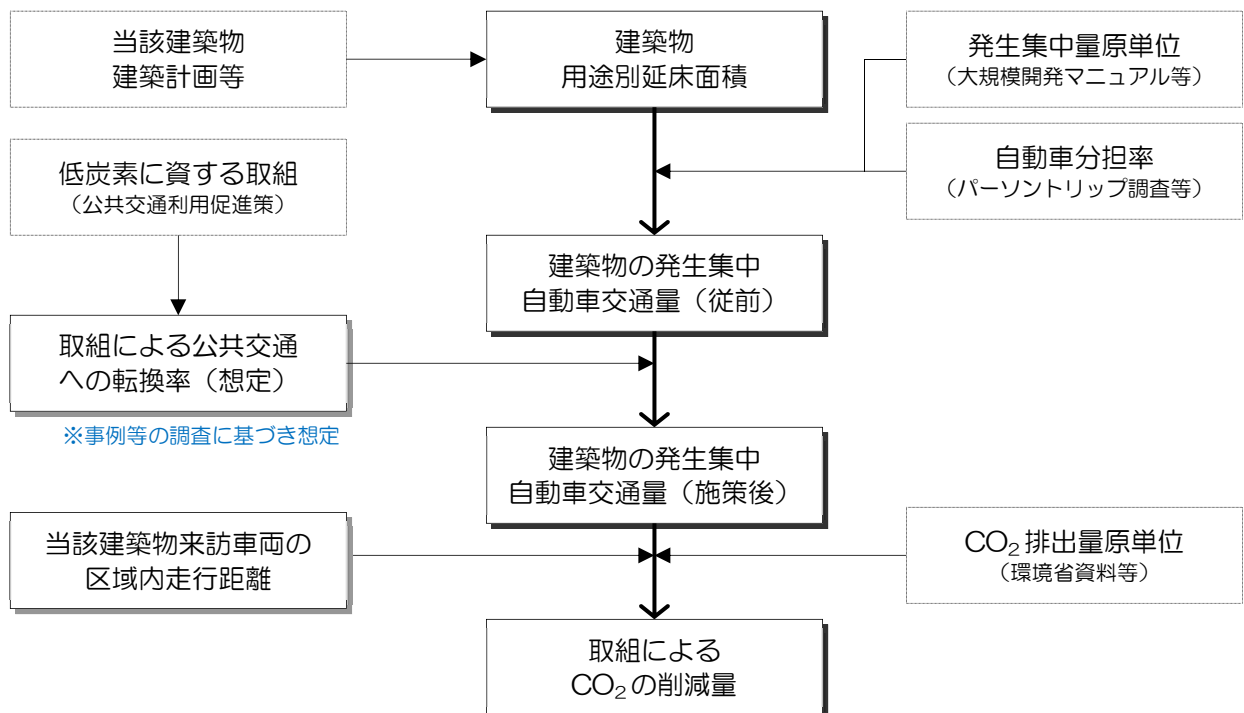 当該建築物
建築計画等
建築物
用途別延床面積
発生集中量原単位
（大規模開発マニュアル等）
低炭素に資する取組
（公共交通利用促進策）
自動車分担率
（パーソントリップ調査等）
建築物の発生集中
自動車交通量（従前）
取組による公共交通
への転換率（想定）
※事例等の調査に基づき想定
建築物の発生集中
自動車交通量（施策後）
当該建築物来訪車両の
区域内走行距離
CO₂排出量原単位
（環境省資料等）
取組による
CO₂の削減量